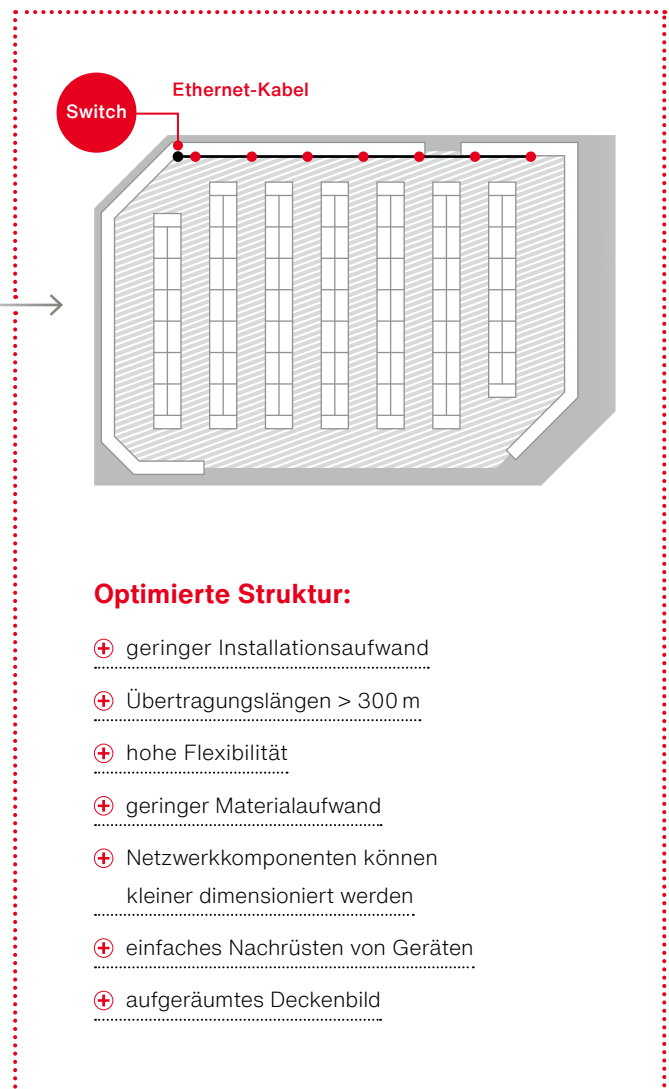 Ethernet-Kabel
Switch
Optimierte Struktur:
geringer Installationsaufwand
Übertragungslängen > 300 m
hohe Flexibilität
geringer Materialaufwand
Netzwerkkomponenten können
kleiner dimensioniert werden
einfaches Nachrüsten von Geräten
aufgeräumtes Deckenbild